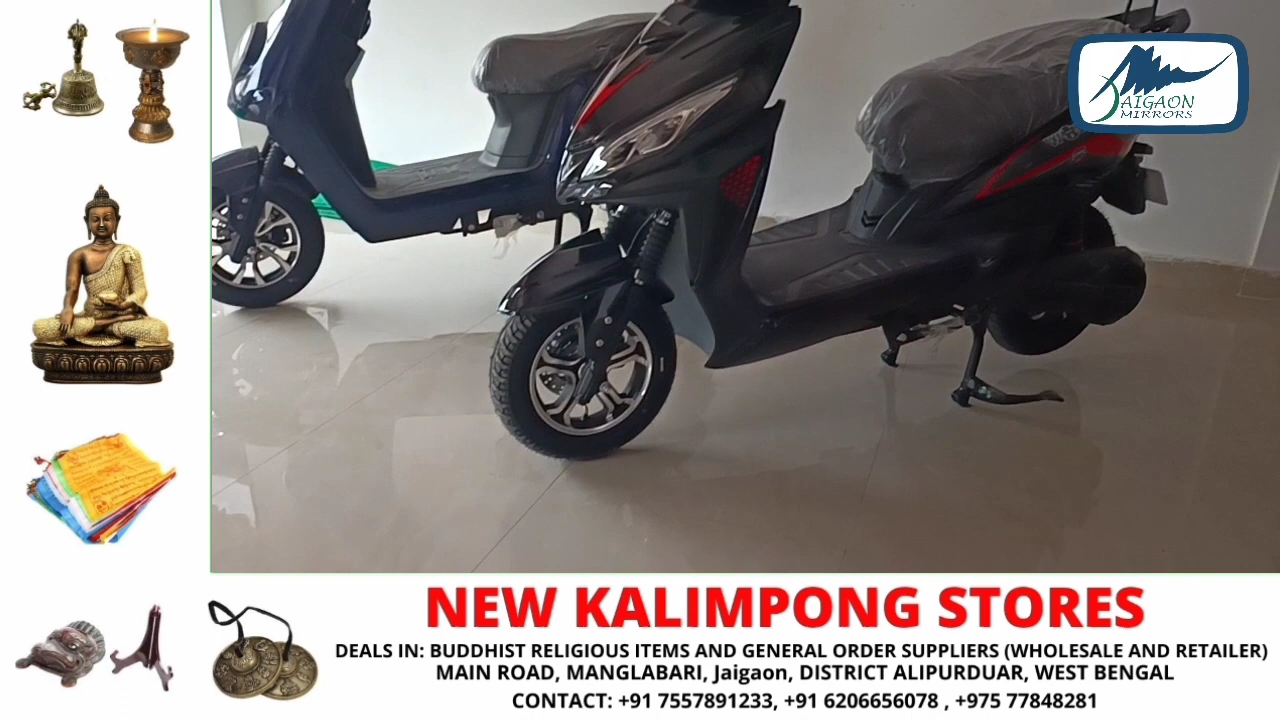 JAIGAON
MIRRORS
NEW KALIMPONG STORES
DEALS IN: BUDDHIST RELIGIOUS ITEMS AND GENERAL ORDER SUPPLIERS (WHOLESALE AND RETAILER)
MAIN ROAD, MANGLABARI, Jaigaon, DISTRICT ALIPURDUAR, WEST BENGAL
CONTACT: +91 7557891233, +91 6206656078 , +975 77848281